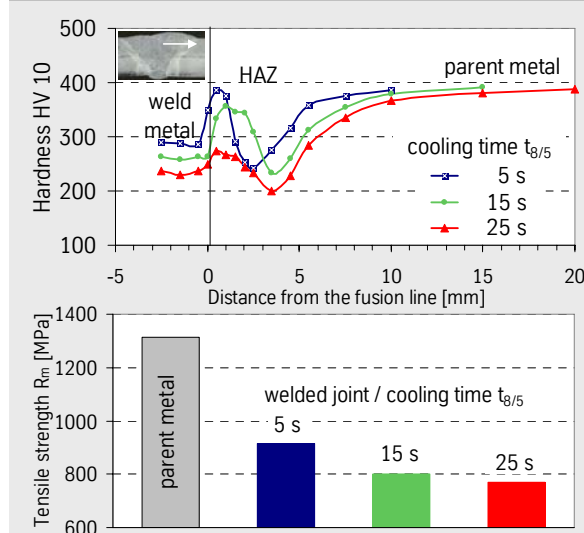 500
400
300
200
100
Hardness HV 10
weld
metal
HAZ
parent metal
cooling time t8/5
5 s
15 s
25 s
-5 0 5 10 15 20
Distance from the fusion line [mm]
1400
1200
1000
800
600
Tensile strength Rm [MPa]
parent metal
welded joint / cooling time t8/5
5 s
15 s
25 s